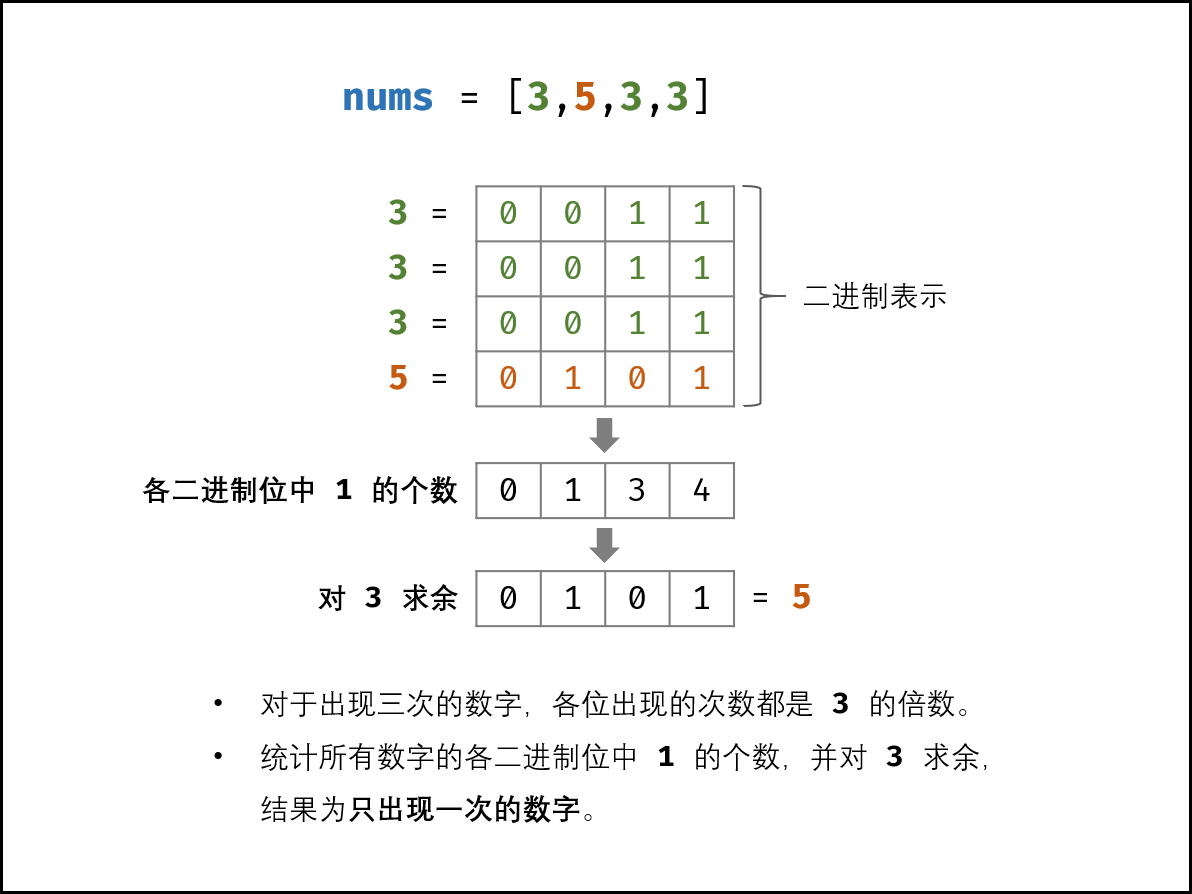 nums = [3,5,3,3]
3 = 0 0 1 1
3 = 0 0 1 1
二进制表示
3 = 0 0 1 1
5 = 0 1 0 1
各二进制位中 1 的个数 0 1 3 4
对 3 求余 0 1 0 1 = 5
• 对于出现三次的数字，各位出现的次数都是 3 的倍数。
• 统计所有数字的各二进制位中 1 的个数，并对 3 求余，
结果为只出现一次的数字。